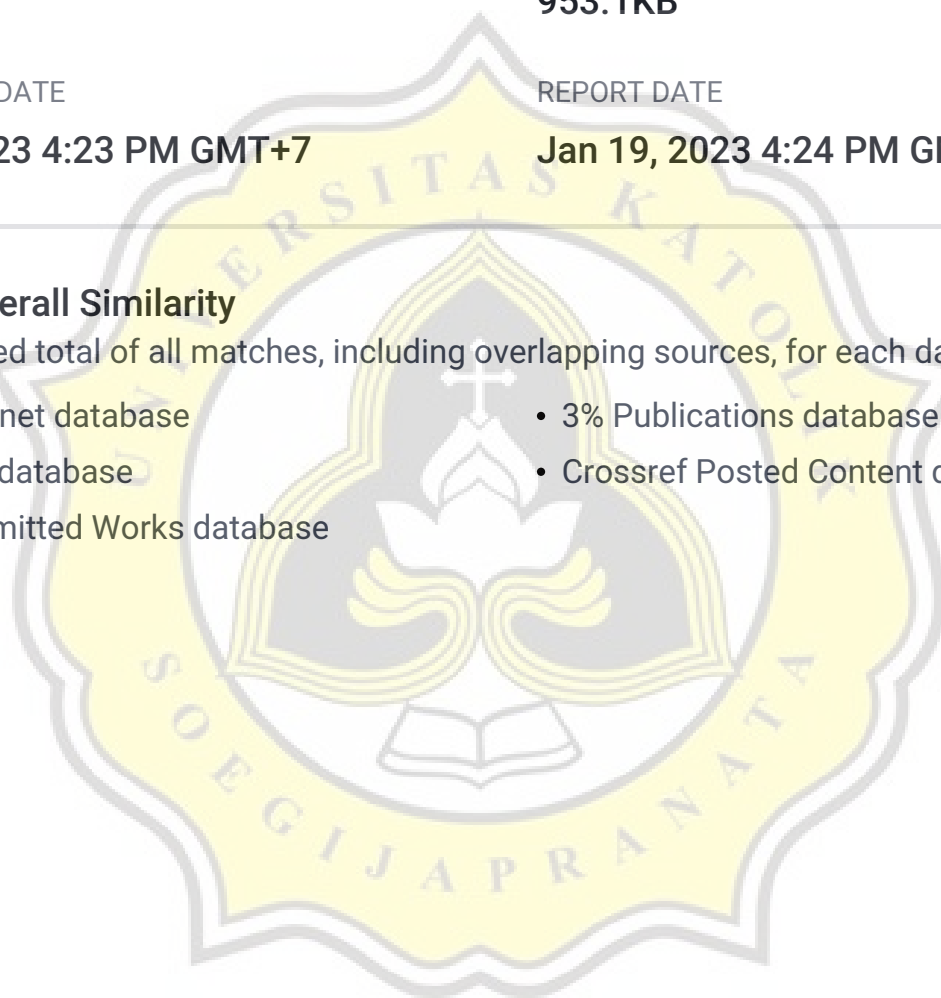 953.1KB
DATE
REPORT DATE
23 4:23 PM GMT+7
Jan 19, 2023 4:24 PM
UNIVERSITAS KATOLIK
erall Similarity
ed total of all matches, including overlapping sources, for each
net database
• 3% Publications database
database
• Crossref Posted Content
mitted Works database
SOEGIJAPRANATA